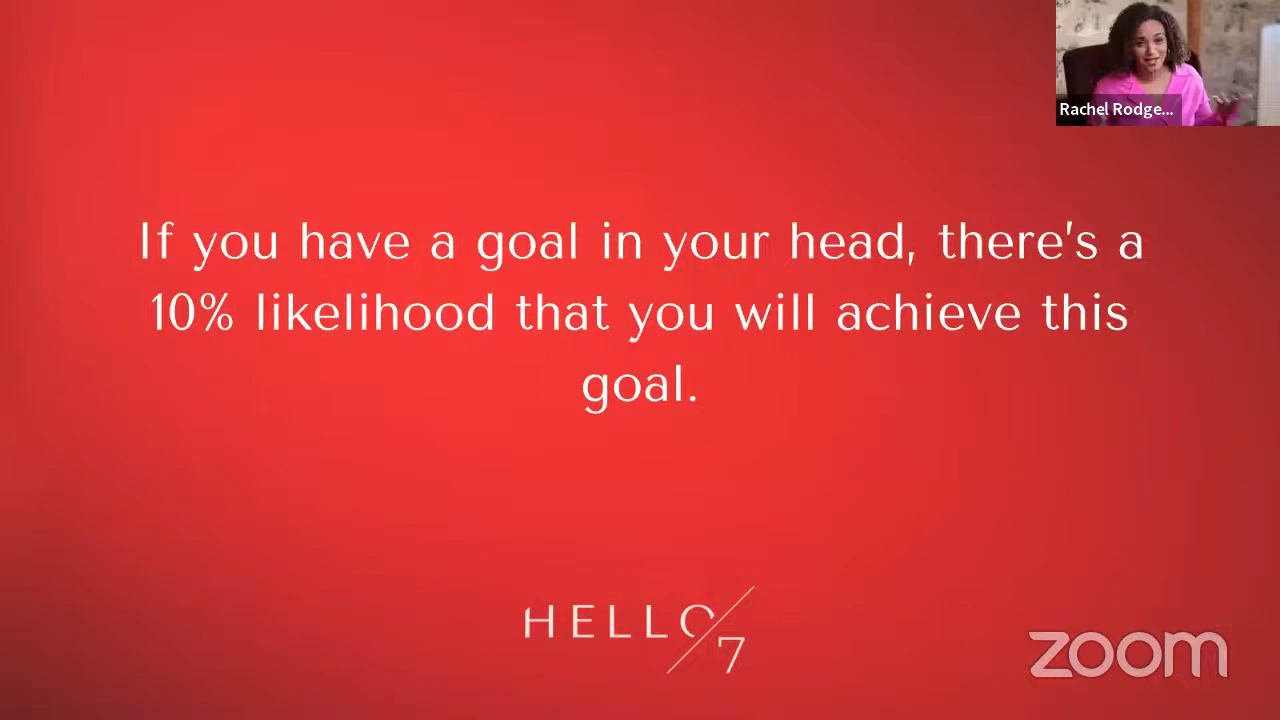 Rachel Rodge...
If you have a goal in your head, there's a
10% likelihood that you will achieve this
goal.
HELLO
7
zoom